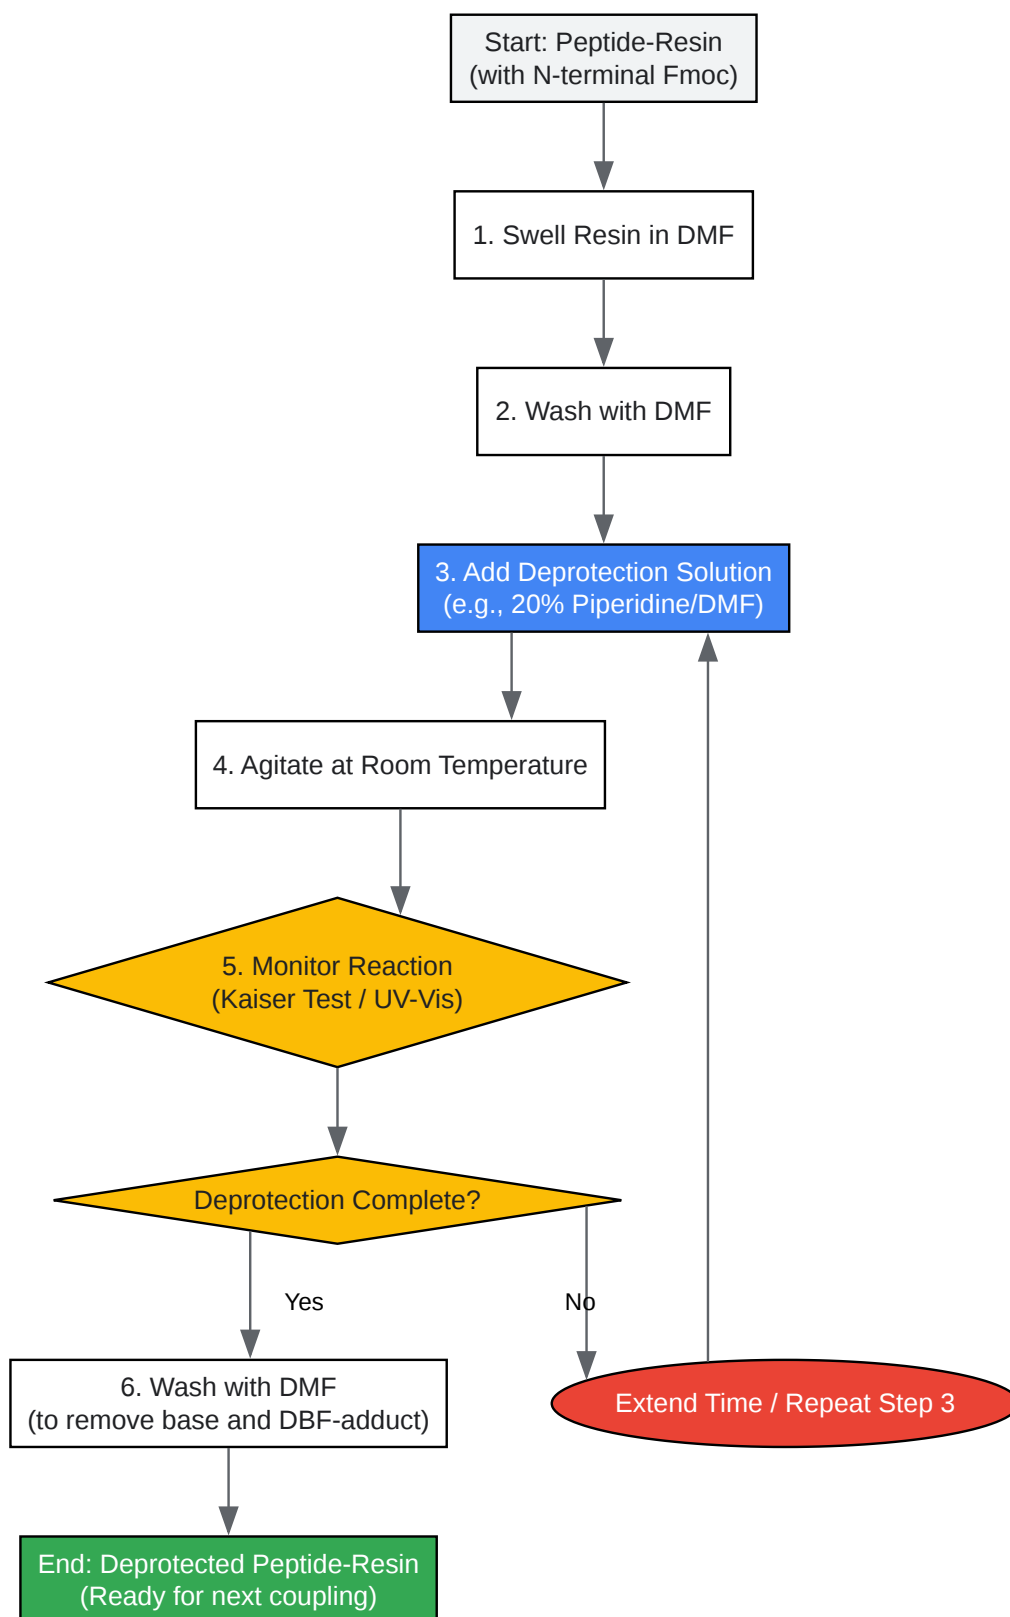 Start: Peptide-Resin
(with N-terminal Fmoc)
1. Swell Resin in DMF
2. Wash with DMF
3. Add Deprotection Solution
(e.g., 20% Piperidine/DMF)
4. Agitate at Room Temperature
5. Monitor Reaction
(Kaiser Test / UV-Vis)
Deprotection Complete?
Yes
No
6. Wash with DMF
(to remove base and DBF-adduct)
Extend Time / Repeat Step 3
End: Deprotected Peptide-Resin
(Ready for next coupling)